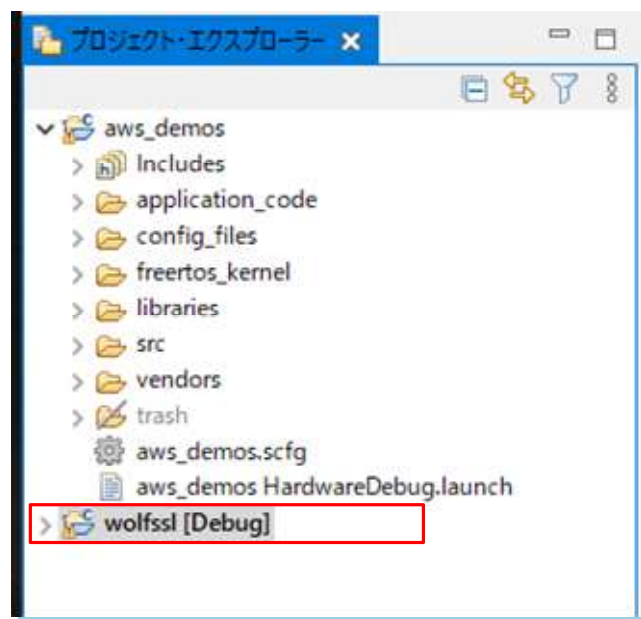 プロジェクト・エクスプローラー
aws_demos
Includes
application_code
config_files
freertos_kernel
libraries
src
vendors
trash
aws_demos.scfg
aws_demos HardwareDebug.launch
wolfssl [Debug]